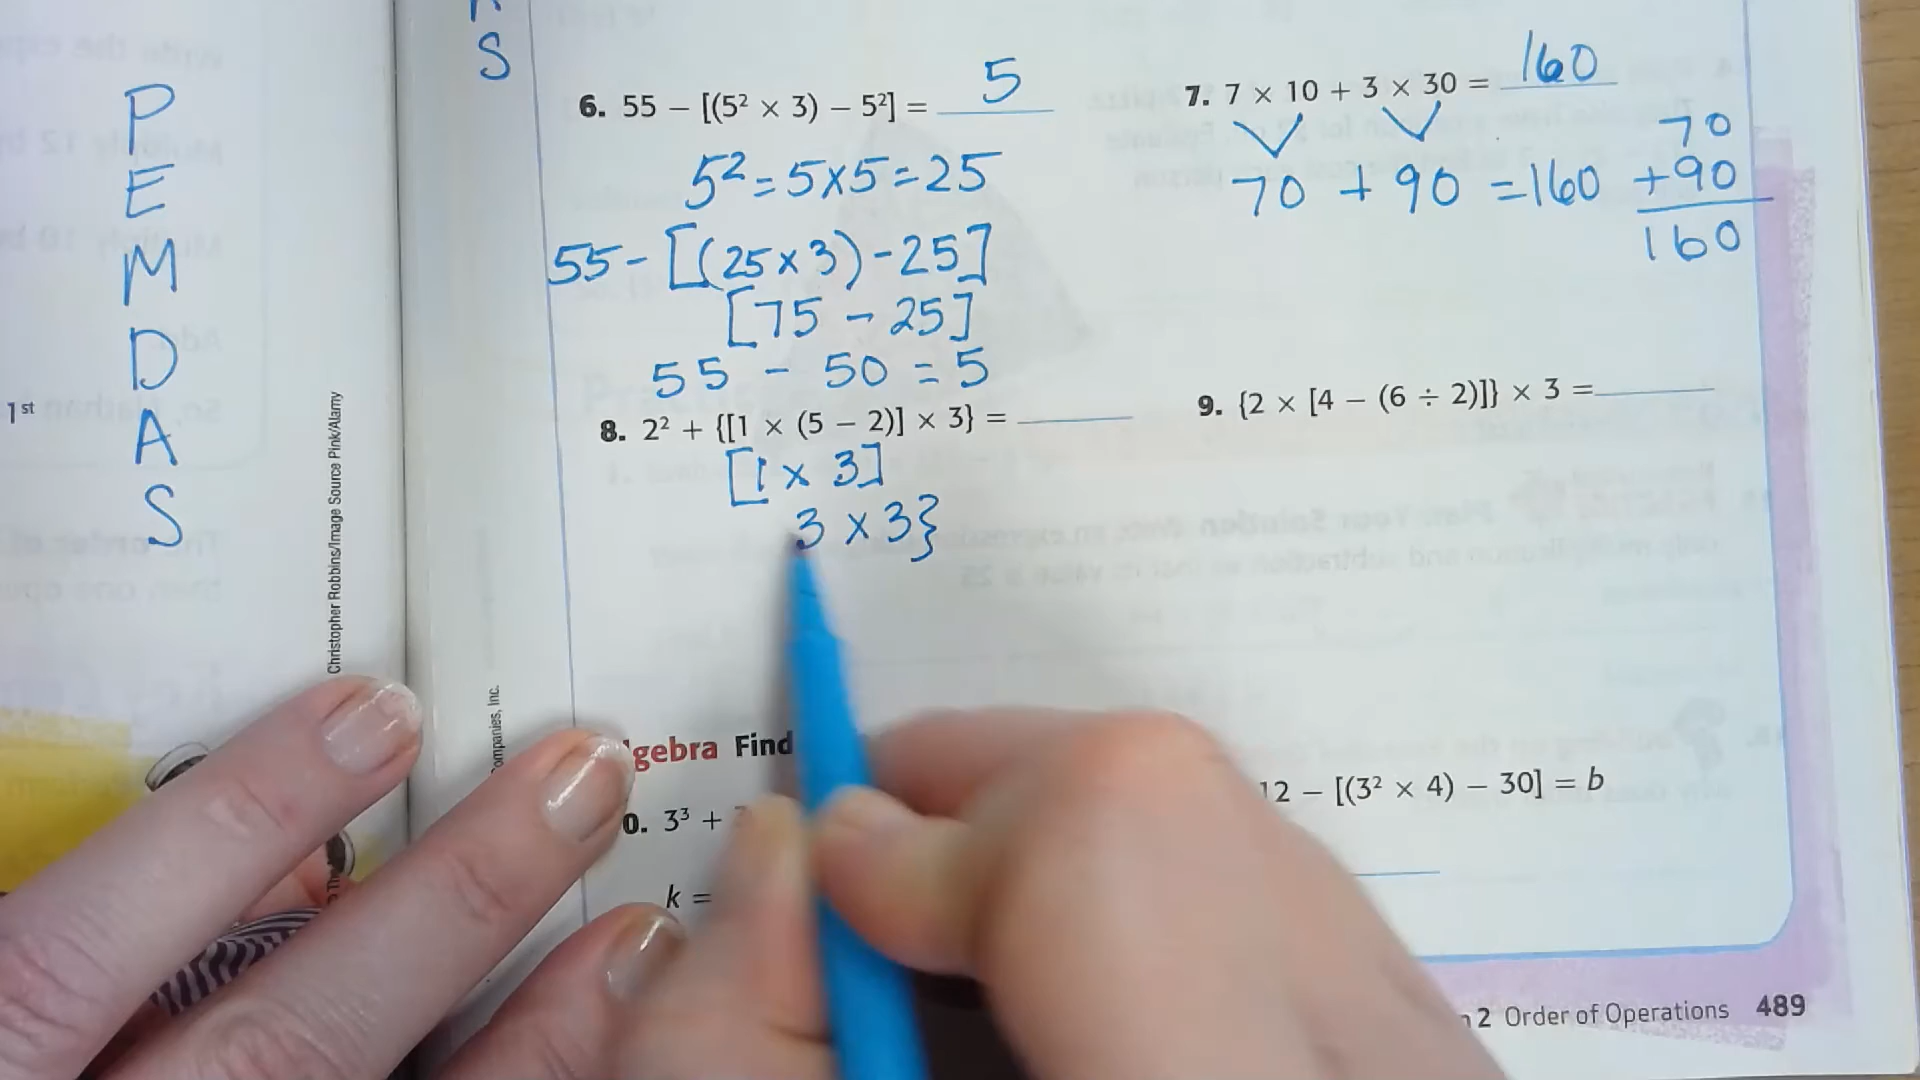 S
P
E
M
D
A
S
1st
Christopher Robbins/Image Source Pink/Alamy
ompanies, Inc.
6. 55 − [(5² × 3) − 5²] = 5
5² = 5 × 5 = 25
55 − [(25 × 3) − 25]
[75 − 25]
55 − 50 = 5
7. 7 × 10 + 3 × 30 = 160
70 + 90 = 160
70
+90
160
8. 2² + {[1 × (5 − 2)] × 3} =
[1 × 3]
3 × 3}
9. {2 × [4 − (6 ÷ 2)]} × 3 =
gebra Find
0. 3³ +
k =
12 − [(3² × 4) − 30] = b
2 Order of Operations 489